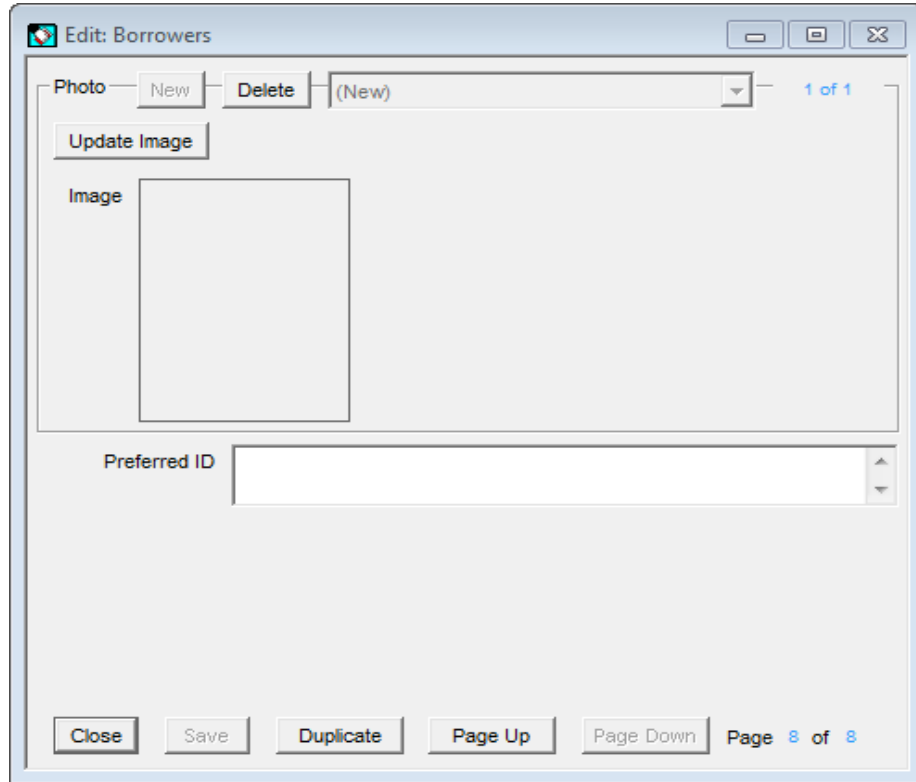 Edit: Borrowers
Photo New Delete (New) 1 of 1
Update Image
Image
Preferred ID
Close Save Duplicate Page Up Page Down Page 8 of 8